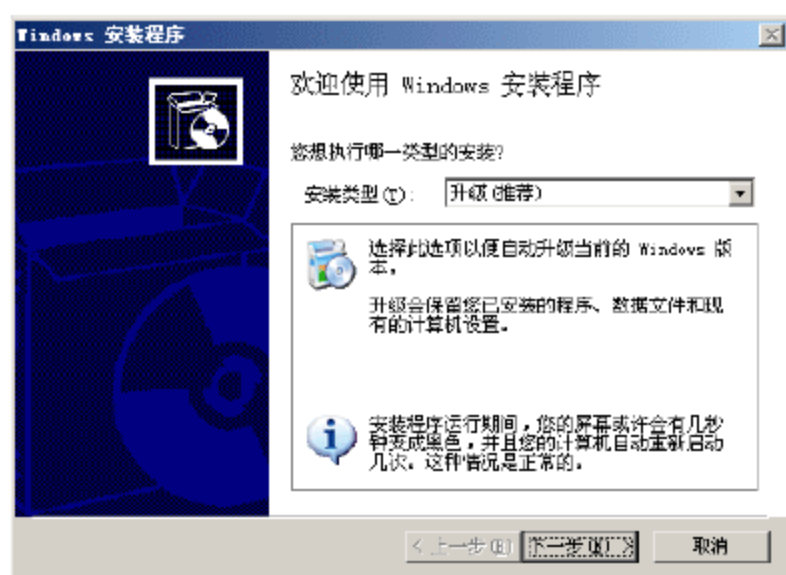 Windows 安装程序
欢迎使用 Windows 安装程序
您想执行哪一类型的安装?
安装类型(T): 升级(推荐)
选择此选项以便自动升级当前的 Windows 版
本。
升级会保留您已安装的程序、数据文件和现
有的计算机设置。
安装程序运行期间，您的屏幕或许会有几秒
钟变成黑色，并且您的计算机自动重新启动
几次。这种情况是正常的。
< 上一步(B) 下一步(N) > 取消